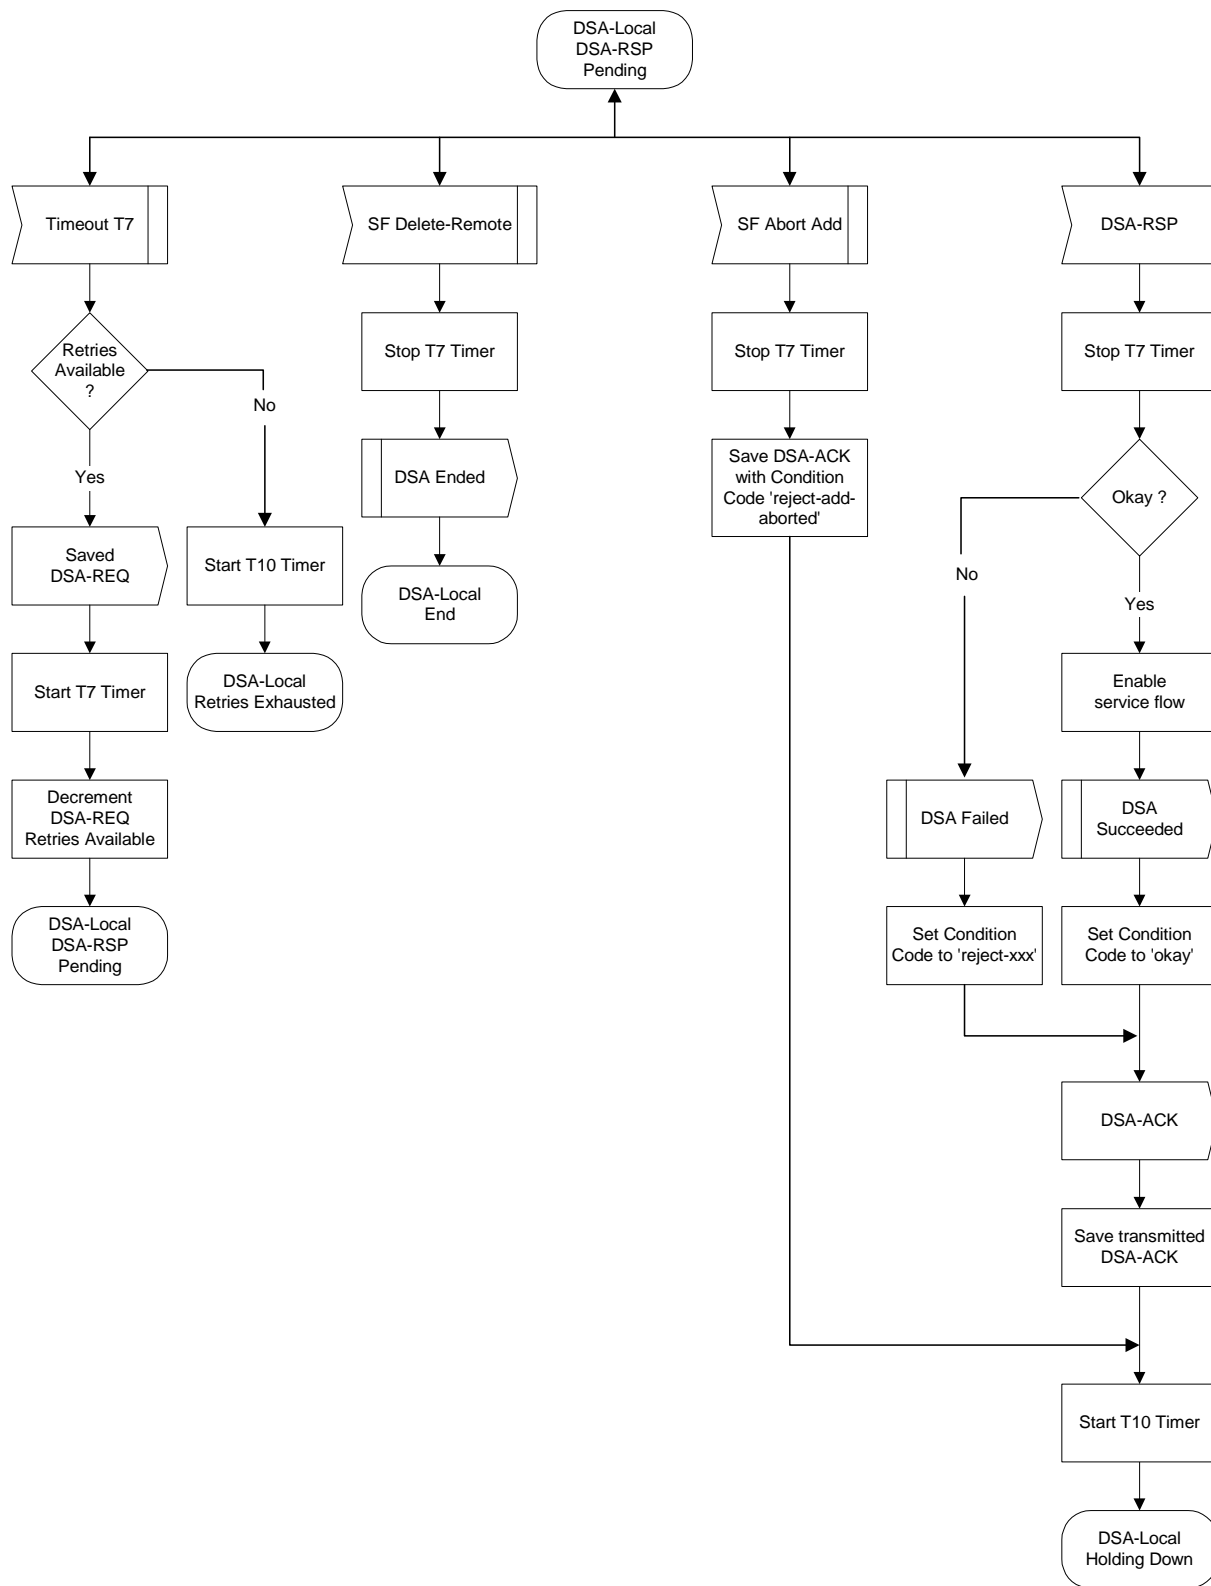 DSA-Local
DSA-RSP
Pending
Timeout T7
SF Delete-Remote
SF Abort Add
DSA-RSP
Retries
Available
?
No
Yes
Stop T7 Timer
Stop T7 Timer
Stop T7 Timer
DSA Ended
Save DSA-ACK
with Condition
Code 'reject-add-
aborted'
Okay ?
No
Yes
Saved
DSA-REQ
Start T10 Timer
DSA-Local
End
Start T7 Timer
DSA-Local
Retries Exhausted
Enable
service flow
Decrement
DSA-REQ
Retries Available
DSA Failed
DSA
Succeeded
DSA-Local
DSA-RSP
Pending
Set Condition
Code to 'reject-xxx'
Set Condition
Code to 'okay'
DSA-ACK
Save transmitted
DSA-ACK
Start T10 Timer
DSA-Local
Holding Down